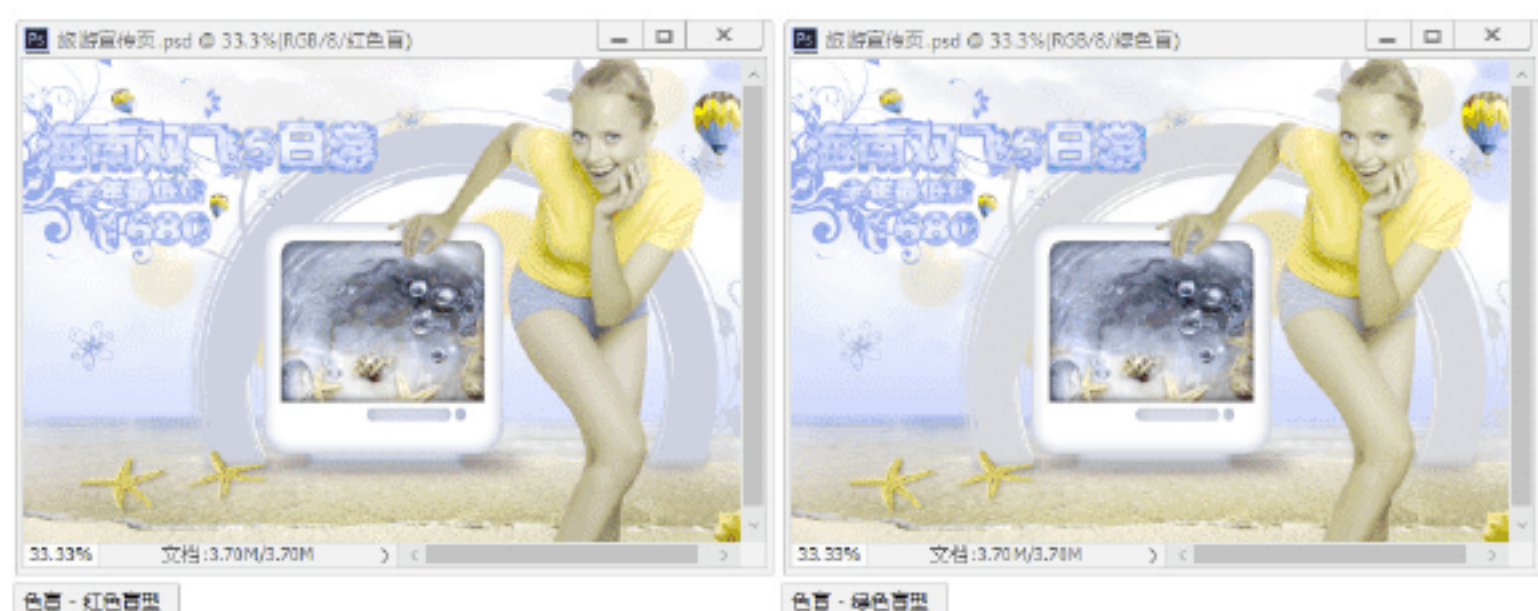 Ps 旅游宣传页.psd @ 33.3%(RGB/8/红色盲)
海南双飞5日游
全年最低价
1680
33.33% 文档:3.70M/3.70M
色盲 - 红色盲型
Ps 旅游宣传页.psd @ 33.3%(RGB/8/绿色盲)
海南双飞5日游
全年最低价
1680
33.33% 文档:3.70M/3.70M
色盲 - 绿色盲型